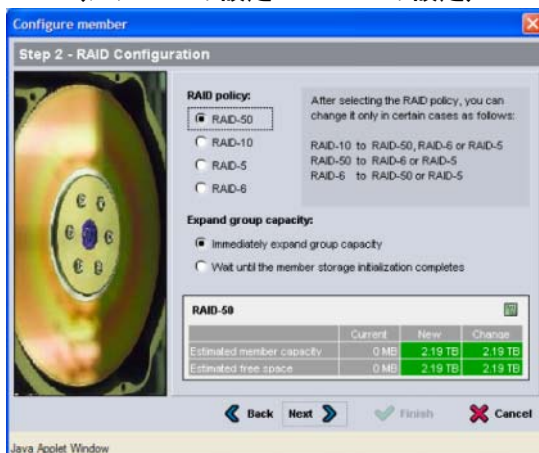 Configure member
Step 2 - RAID Configuration
RAID policy:
RAID-50
RAID-10
RAID-5
RAID-6
After selecting the RAID policy, you can
change it only in certain cases as follows:
RAID-10 to RAID-50, RAID-6 or RAID-5
RAID-50 to RAID-6 or RAID-5
RAID-6 to RAID-50 or RAID-5
Expand group capacity:
Immediately expand group capacity
Wait until the member storage initialization completes
RAID-50
Current New Change
Estimated member capacity 0 MB 2.19 TB 2.19 TB
Estimated free space 0 MB 2.19 TB 2.19 TB
Back Next Finish Cancel
Java Applet Window